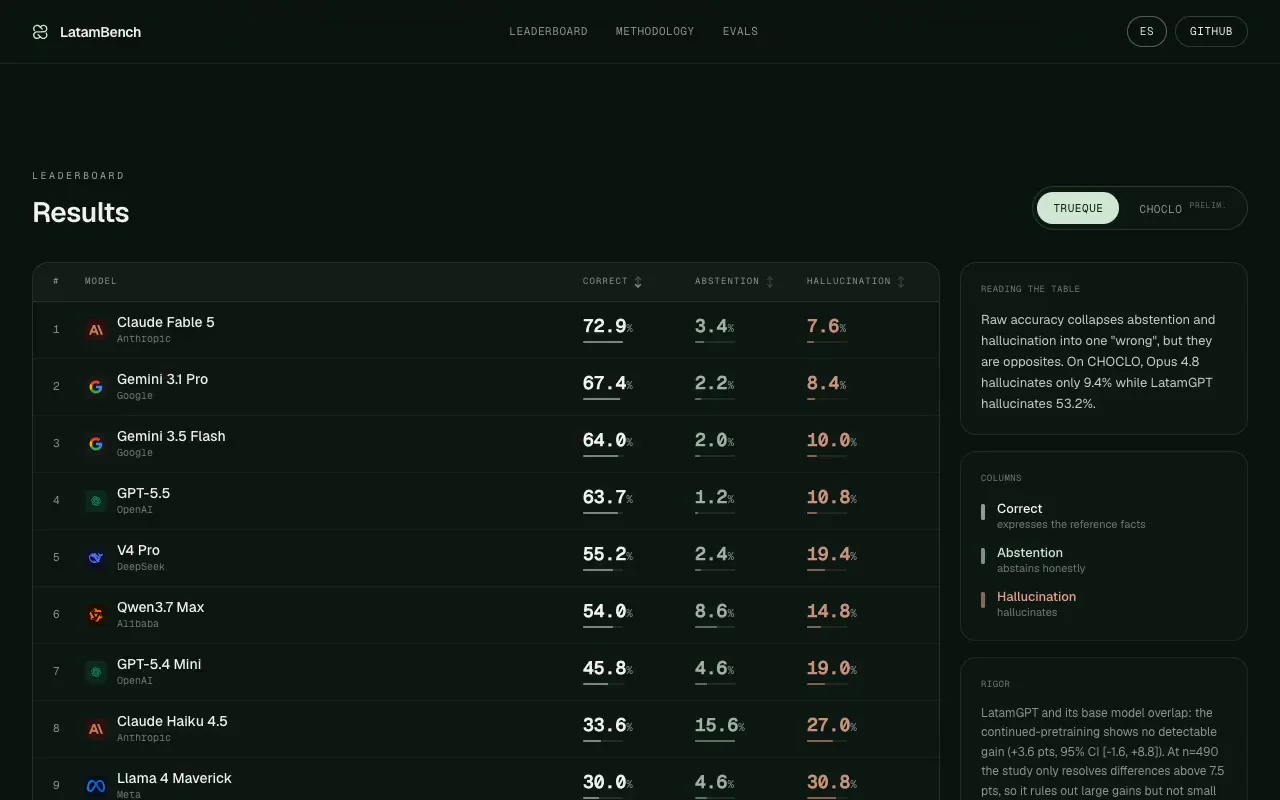 LatamBench
LEADERBOARD METHODOLOGY EVALS
ES GITHUB
LEADERBOARD
Results
TRUEQUE CHOCLO PRELIM.
# MODEL CORRECT ABSTENTION HALLUCINATION
1 Claude Fable 5 72.9% 3.4% 7.6%
Anthropic
2 Gemini 3.1 Pro 67.4% 2.2% 8.4%
Google
3 Gemini 3.5 Flash 64.0% 2.0% 10.0%
Google
4 GPT-5.5 63.7% 1.2% 10.8%
OpenAI
5 V4 Pro 55.2% 2.4% 19.4%
DeepSeek
6 Qwen3.7 Max 54.0% 8.6% 14.8%
Alibaba
7 GPT-5.4 Mini 45.8% 4.6% 19.0%
OpenAI
8 Claude Haiku 4.5 33.6% 15.6% 27.0%
Anthropic
9 Llama 4 Maverick 30.0% 4.6% 30.8%
Meta
READING THE TABLE
Raw accuracy collapses abstention and
hallucination into one "wrong", but they
are opposites. On CHOCLO, Opus 4.8
hallucinates only 9.4% while LatamGPT
hallucinates 53.2%.
COLUMNS
Correct
expresses the reference facts
Abstention
abstains honestly
Hallucination
hallucinates
RIGOR
LatamGPT and its base model overlap: the
continued-pretraining shows no detectable
gain (+3.6 pts, 95% CI [-1.6, +8.8]). At n=490
the study only resolves differences above 7.5
pts, so it rules out large gains but not small